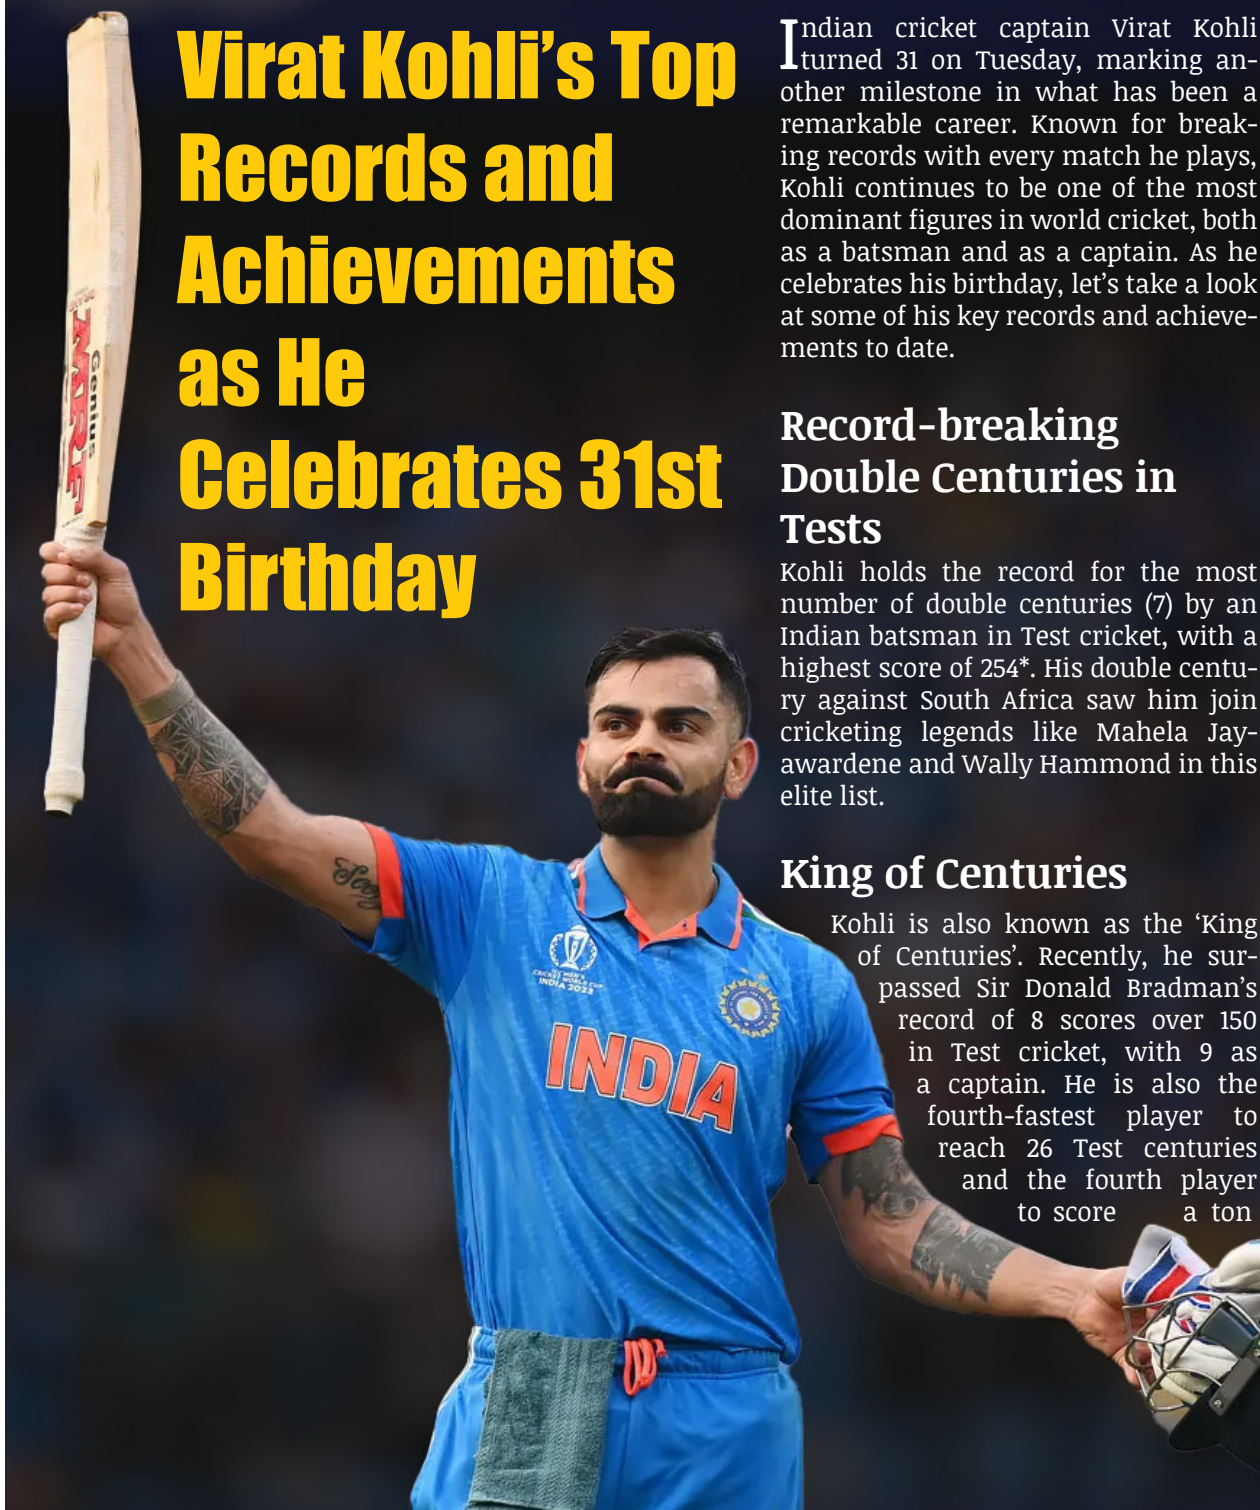 Virat Kohli’s Top
Records and
Achievements
as He
Celebrates 31st
Birthday
Indian cricket captain Virat Kohli
turned 31 on Tuesday, marking an-
other milestone in what has been a
remarkable career. Known for break-
ing records with every match he plays,
Kohli continues to be one of the most
dominant figures in world cricket, both
as a batsman and as a captain. As he
celebrates his birthday, let’s take a look
at some of his key records and achieve-
ments to date.
Record-breaking
Double Centuries in
Tests
Kohli holds the record for the most
number of double centuries (7) by an
Indian batsman in Test cricket, with a
highest score of 254*. His double centu-
ry against South Africa saw him join
cricketing legends like Mahela Jay-
awardene and Wally Hammond in this
elite list.
King of Centuries
Kohli is also known as the ‘King
of Centuries’. Recently, he sur-
passed Sir Donald Bradman’s
record of 8 scores over 150
in Test cricket, with 9 as
a captain. He is also the
fourth-fastest player to
reach 26 Test centuries
and the fourth player
to score a ton
Genius
MRF
CRICKET WORLD CUP
INDIA 2023
INDIA